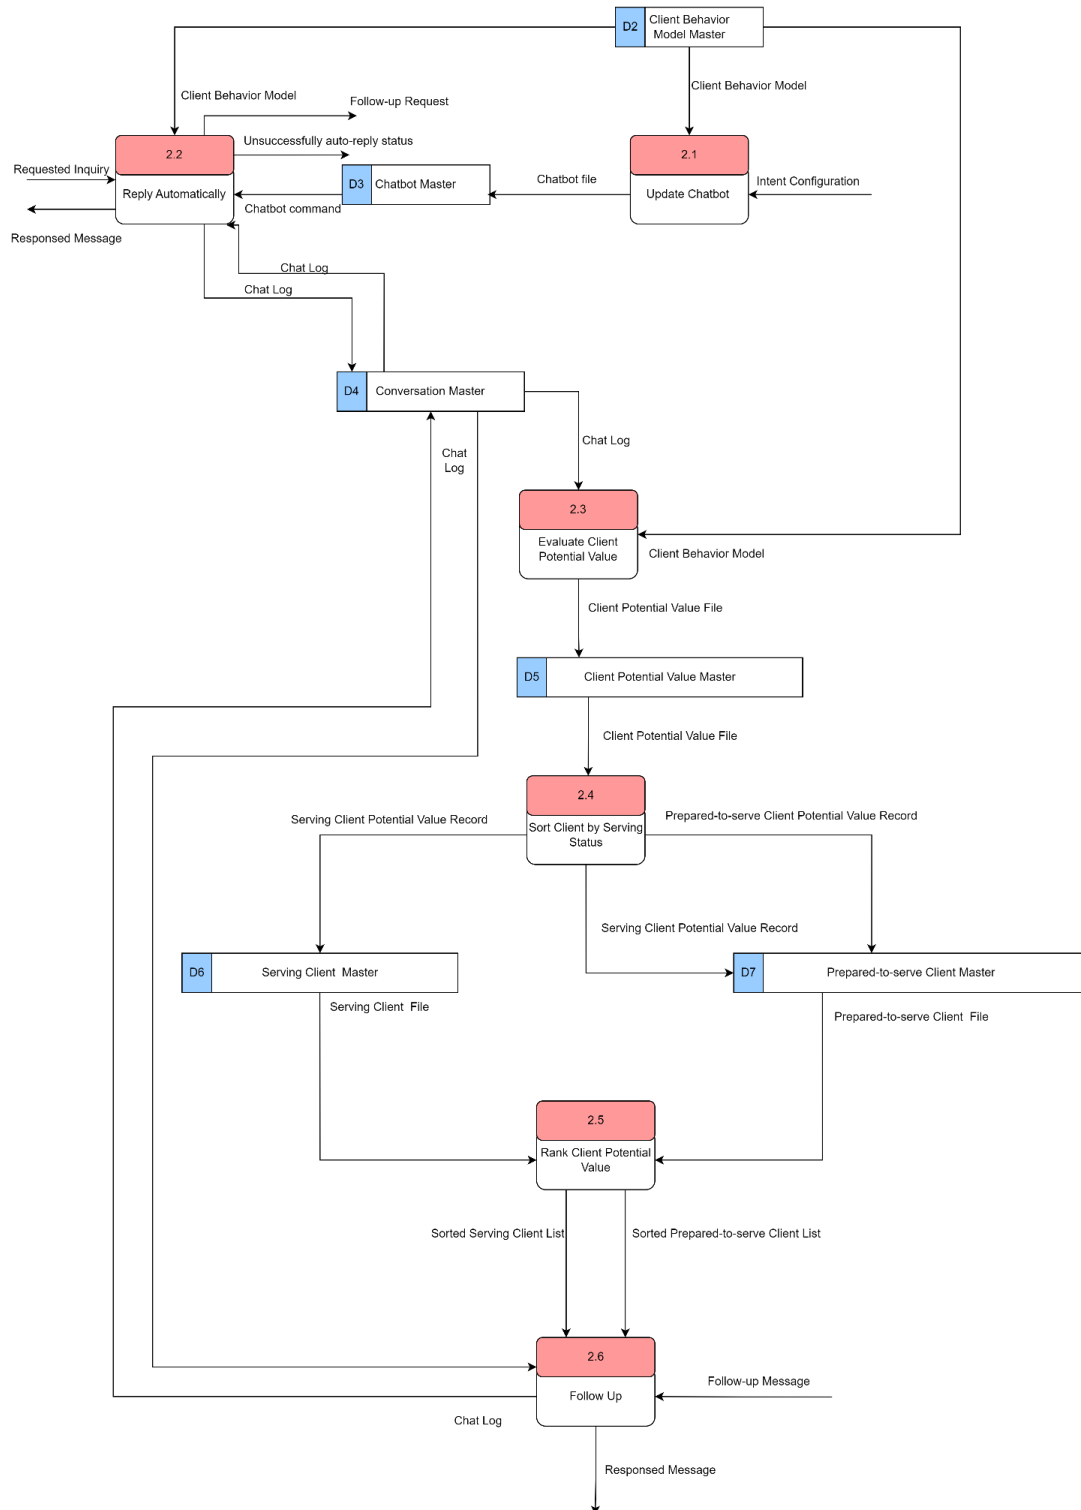 D2
Client Behavior
Model Master
Client Behavior Model
Client Behavior Model
Follow-up Request
Unsuccessfully auto-reply status
2.2
2.1
Requested Inquiry
Reply Automatically
D3
Chatbot Master
Chatbot file
Update Chatbot
Intent Configuration
Chatbot command
Responsed Message
Chat Log
Chat Log
D4
Conversation Master
Chat Log
Chat
Log
2.3
Evaluate Client
Potential Value
Client Behavior Model
Client Potential Value File
D5
Client Potential Value Master
Client Potential Value File
2.4
Sort Client by Serving
Status
Serving Client Potential Value Record
Prepared-to-serve Client Potential Value Record
Serving Client Potential Value Record
D6
Serving Client Master
D7
Prepared-to-serve Client Master
Serving Client File
Prepared-to-serve Client File
2.5
Rank Client Potential
Value
Sorted Serving Client List
Sorted Prepared-to-serve Client List
2.6
Follow Up
Follow-up Message
Chat Log
Responsed Message